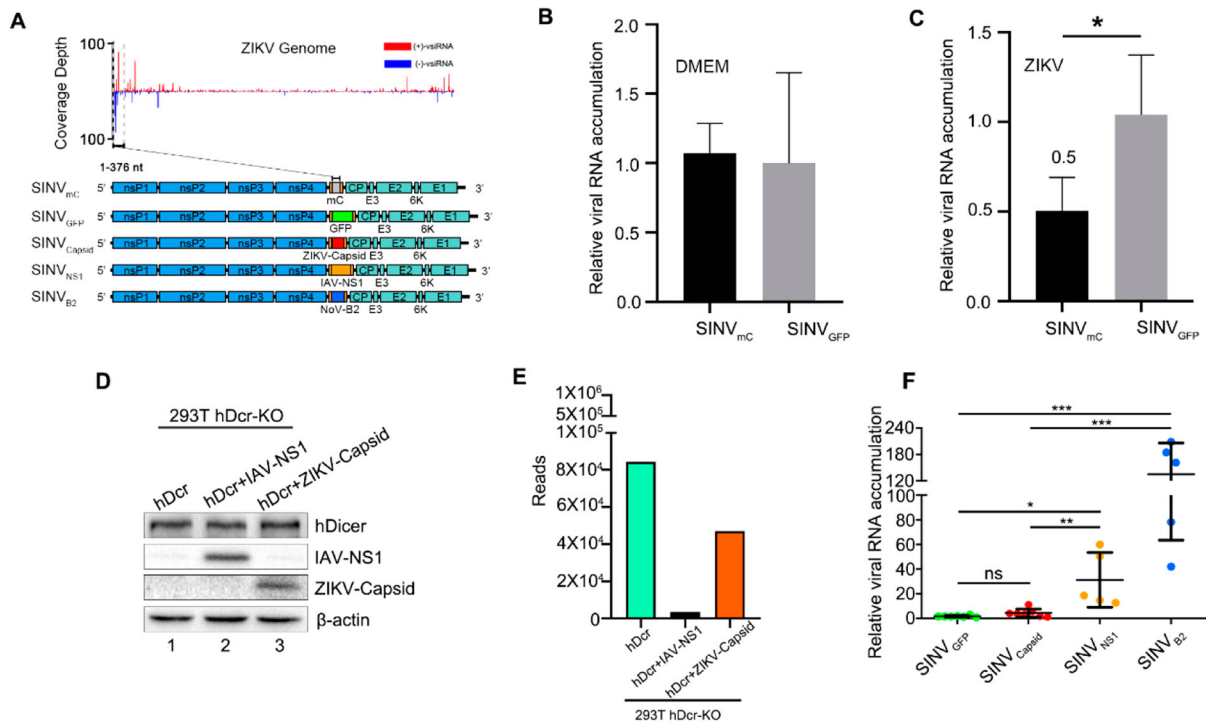 A
100
ZIKV Genome
(+)-vsiRNA
(-)-vsiRNA
Coverage Depth
100
1-376 nt
SINVmC 5' nsP1 nsP2 nsP3 nsP4 CP E2 E1 3'
mC E3 6K
SINVGFP 5' nsP1 nsP2 nsP3 nsP4 CP E2 E1 3'
GFP E3 6K
SINVCapsid 5' nsP1 nsP2 nsP3 nsP4 CP E2 E1 3'
ZIKV-Capsid E3 6K
SINVNS1 5' nsP1 nsP2 nsP3 nsP4 CP E2 E1 3'
IAV-NS1 E3 6K
SINVB2 5' nsP1 nsP2 nsP3 nsP4 CP E2 E1 3'
NoV-B2 E3 6K
B
Relative viral RNA accumulation
2.0
1.5
1.0
0.5
0.0
DMEM
SINVmC SINVGFP
C
Relative viral RNA accumulation
1.5
1.0
0.5
0.0
ZIKV
*
0.5
SINVmC SINVGFP
D
293T hDcr-KO
hDcr hDcr+IAV-NS1 hDcr+ZIKV-Capsid
hDicer
IAV-NS1
ZIKV-Capsid
β-actin
1 2 3
E
Reads
1X10⁶
5X10⁵
1X10⁵
8X10⁴
6X10⁴
4X10⁴
2X10⁴
0
hDcr hDcr+IAV-NS1 hDcr+ZIKV-Capsid
293T hDcr-KO
F
Relative viral RNA accumulation
240
180
120
100
80
60
40
20
0
***
***
*
**
ns
SINVGFP SINVCapsid SINVNS1 SINVB2